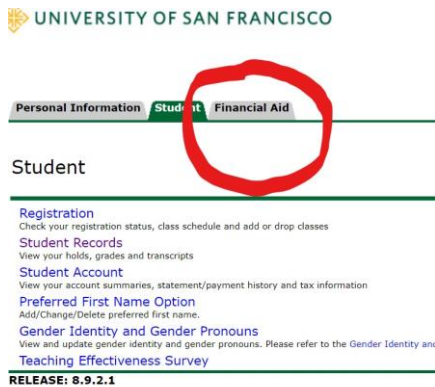 UNIVERSITY OF SAN FRANCISCO
Personal Information Student Financial Aid
Student
Registration
Check your registration status, class schedule and add or drop classes
Student Records
View your holds, grades and transcripts
Student Account
View your account summaries, statement/payment history and tax information
Preferred First Name Option
Add/Change/Delete preferred first name.
Gender Identity and Gender Pronouns
View and update gender identity and gender pronouns. Please refer to the Gender Identity and
Teaching Effectiveness Survey
RELEASE: 8.9.2.1